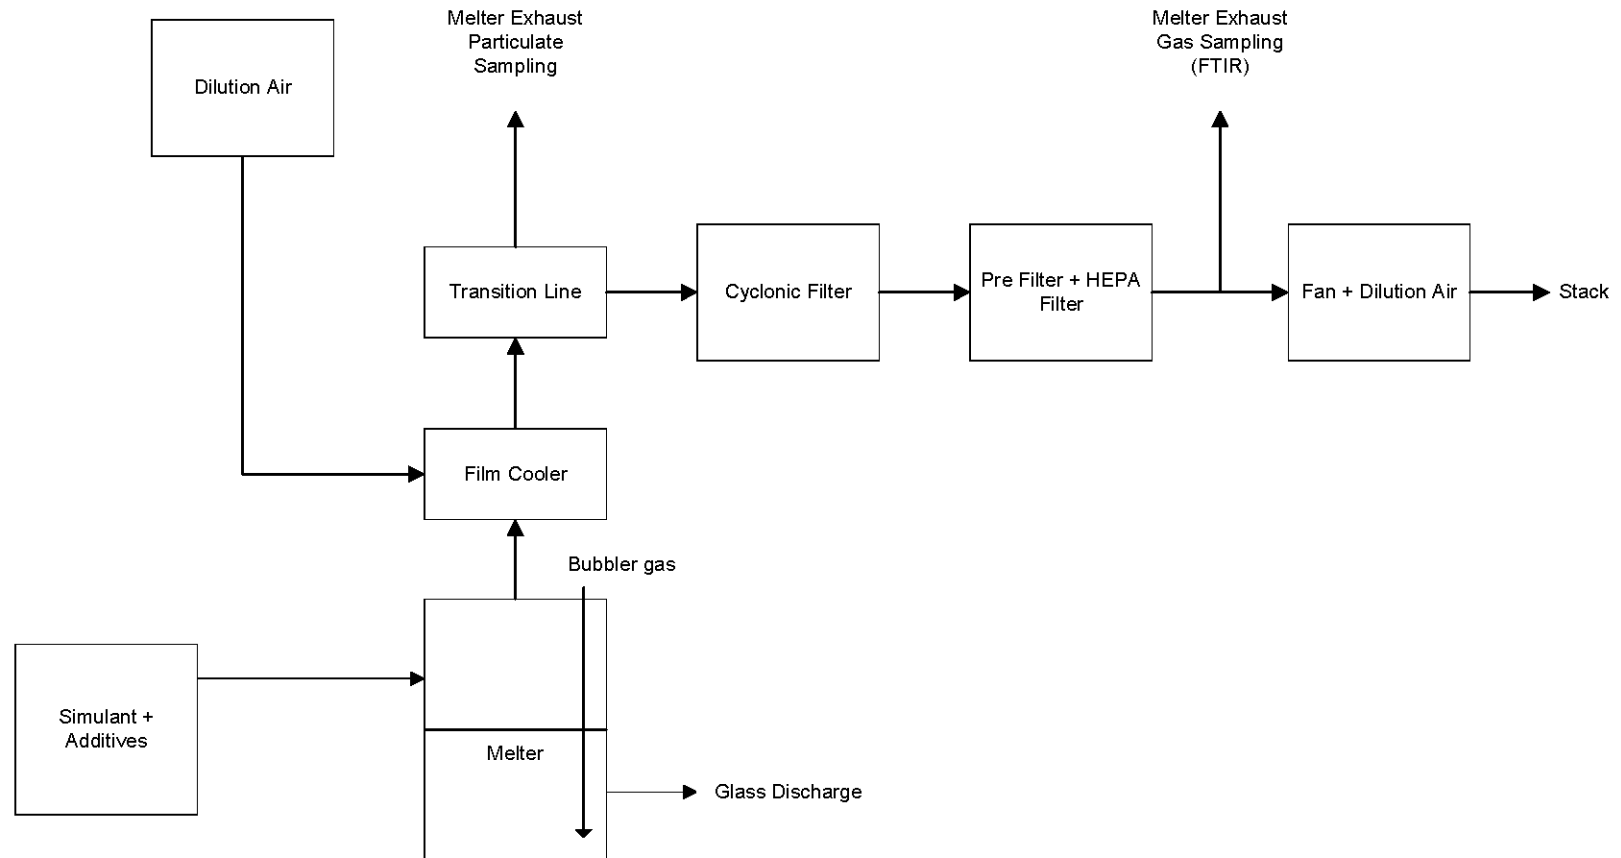 Melter Exhaust
Particulate
Sampling
Melter Exhaust
Gas Sampling
(FTIR)
Dilution Air
Transition Line
Cyclonic Filter
Pre Filter + HEPA
Filter
Fan + Dilution Air
Stack
Film Cooler
Bubbler gas
Simulant +
Additives
Melter
Glass Discharge